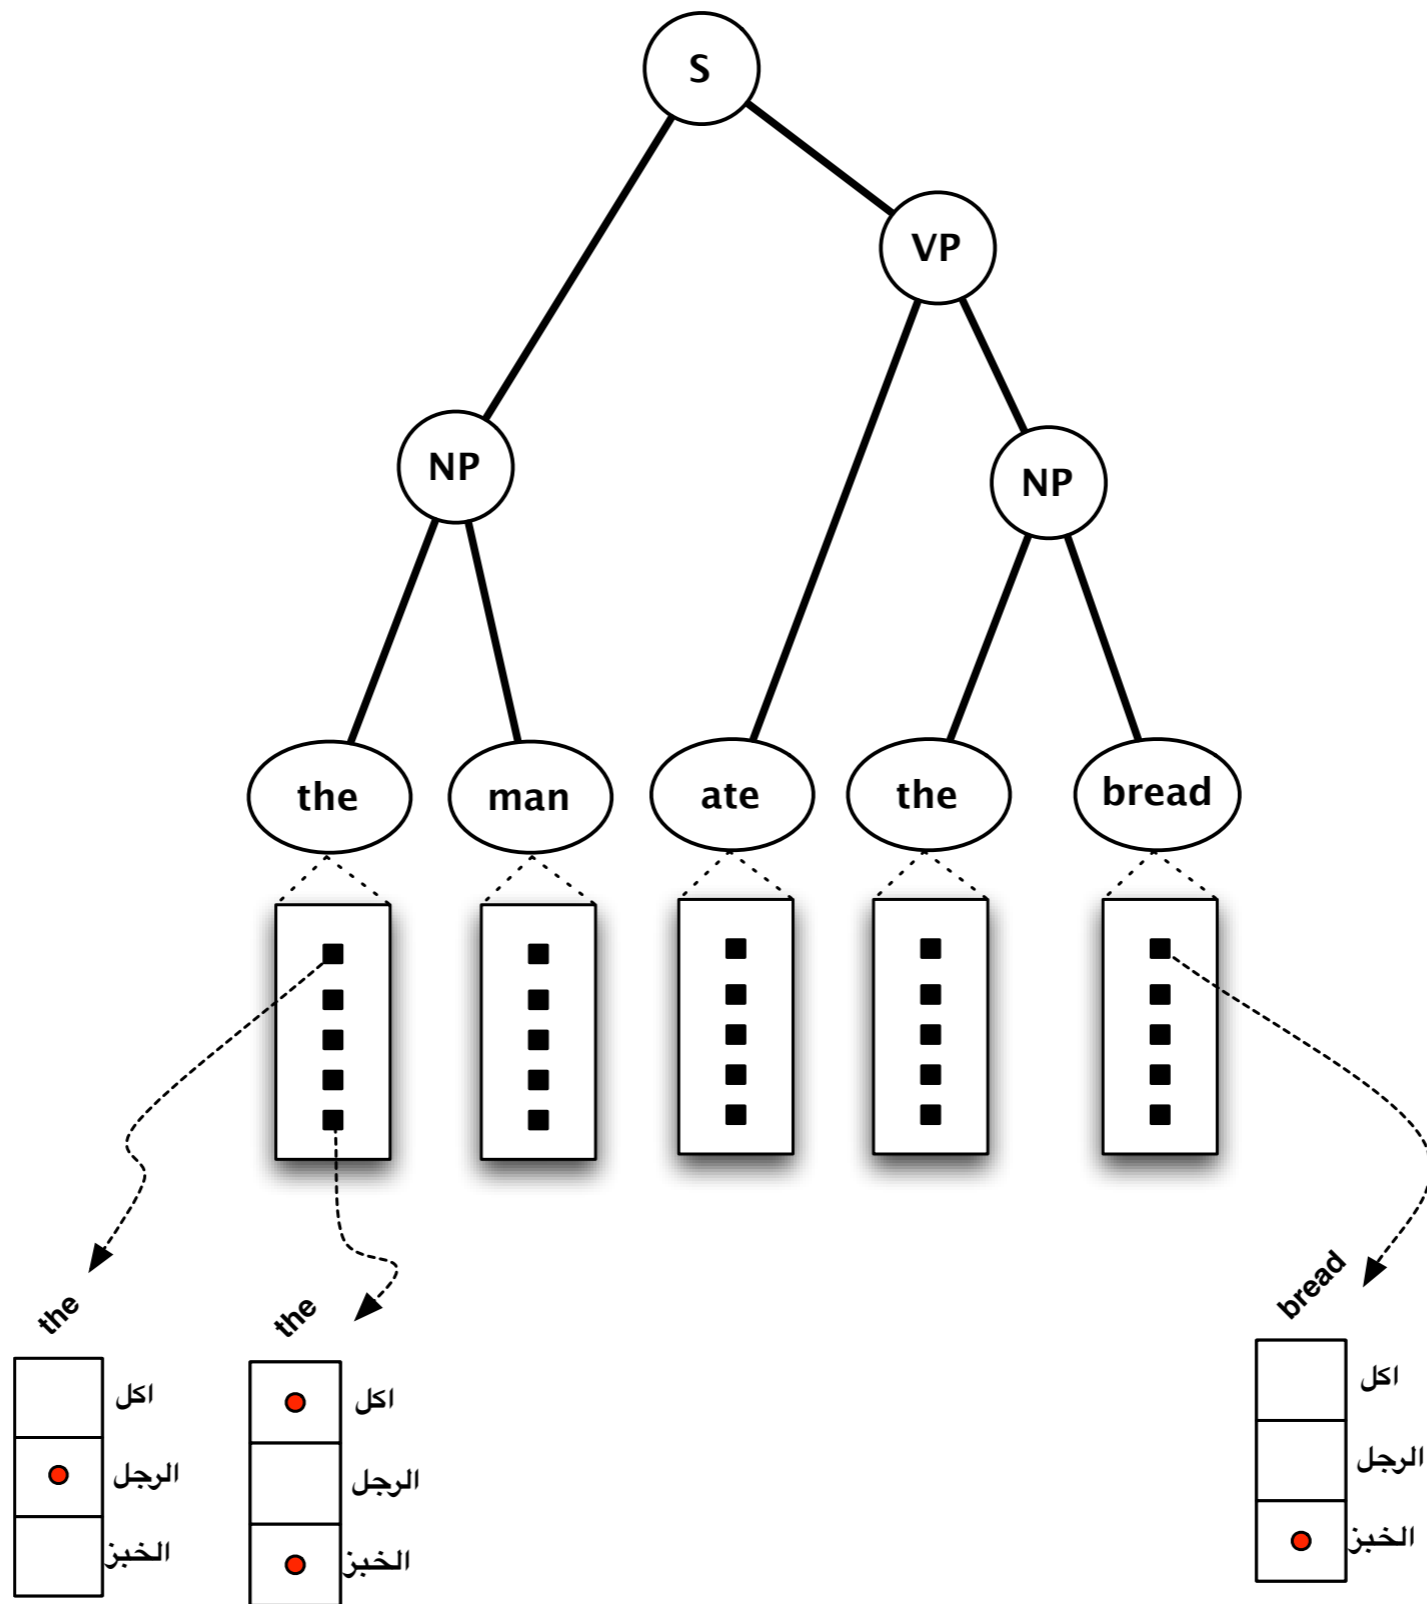 S
VP
NP
NP
the
man
ate
the
bread
the
اكل
الرجل
الخبز
the
اكل
الرجل
الخبز
bread
اكل
الرجل
الخبز